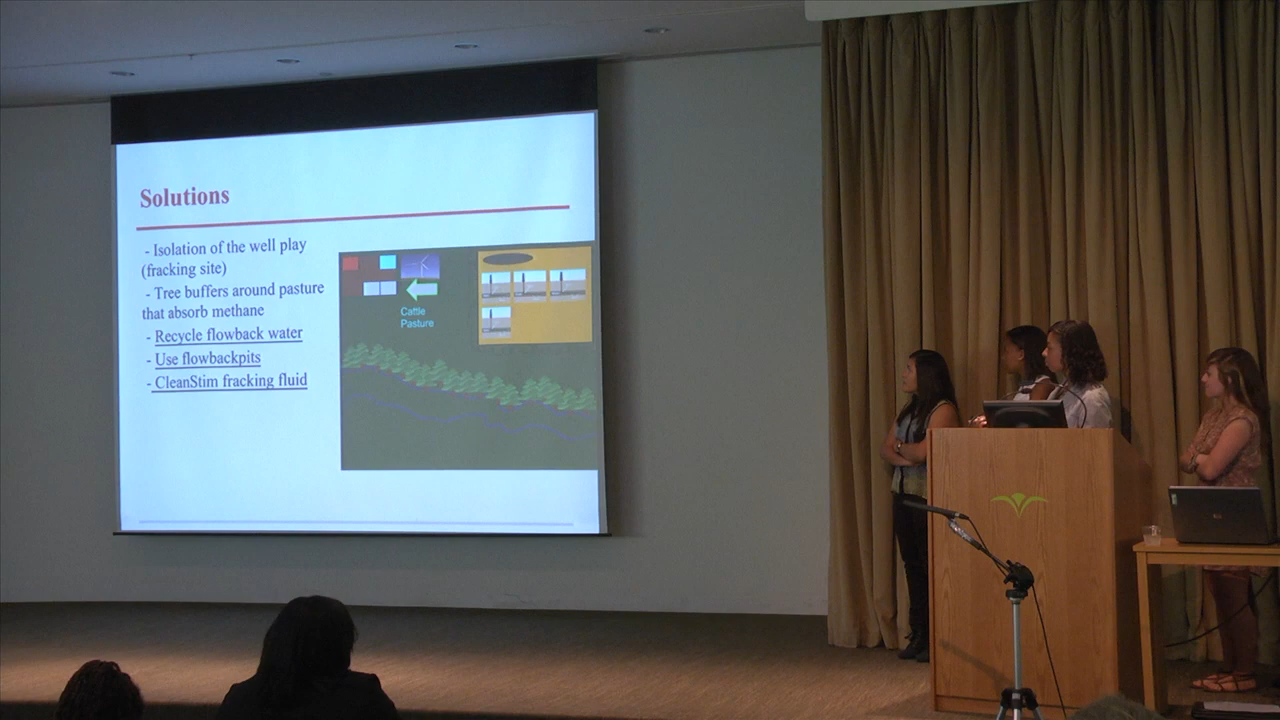 Solutions
- Isolation of the well play
(fracking site)
- Tree buffers around pasture
that absorb methane
- Recycle flowback water
- Use flowbackpits
- CleanStim fracking fluid
Cattle
Pasture